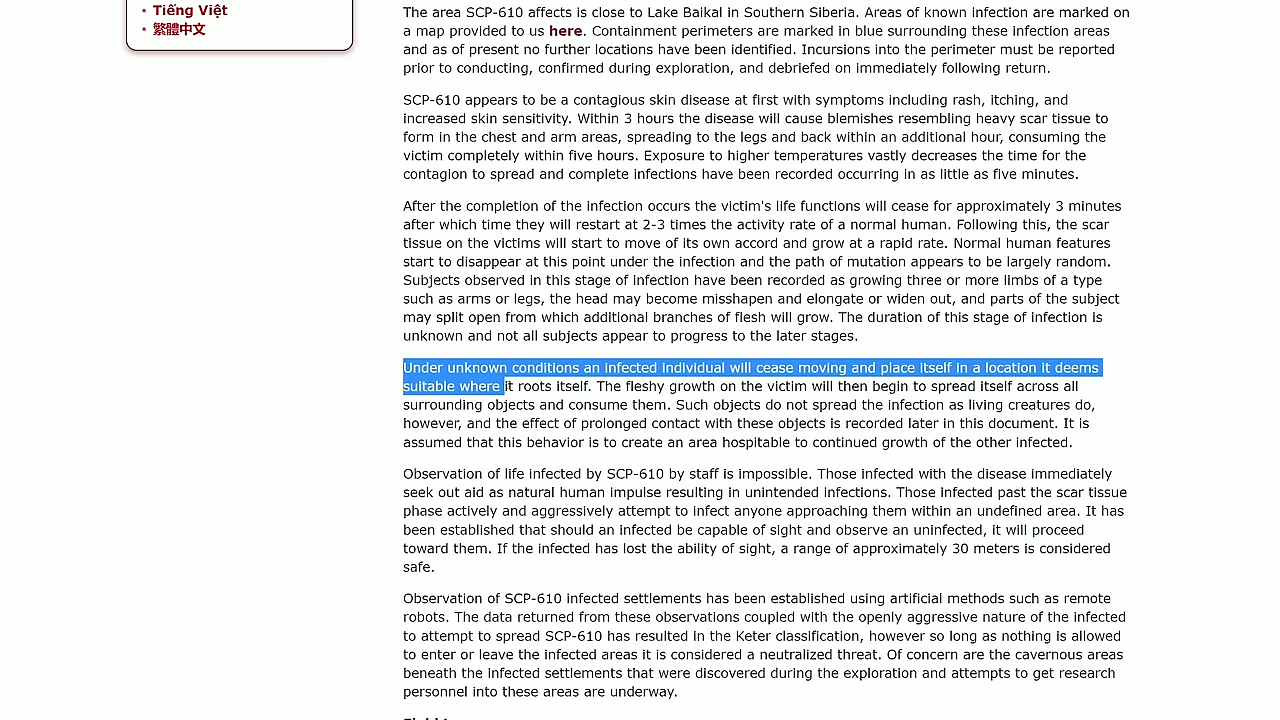 Tiếng Việt
繁體中文
The area SCP-610 affects is close to Lake Baikal in Southern Siberia. Areas of known infection are marked on
a map provided to us here. Containment perimeters are marked in blue surrounding these infection areas
and as of present no further locations have been identified. Incursions into the perimeter must be reported
prior to conducting, confirmed during exploration, and debriefed on immediately following return.
SCP-610 appears to be a contagious skin disease at first with symptoms including rash, itching, and
increased skin sensitivity. Within 3 hours the disease will cause blemishes resembling heavy scar tissue to
form in the chest and arm areas, spreading to the legs and back within an additional hour, consuming the
victim completely within five hours. Exposure to higher temperatures vastly decreases the time for the
contagion to spread and complete infections have been recorded occurring in as little as five minutes.
After the completion of the infection occurs the victim's life functions will cease for approximately 3 minutes
after which time they will restart at 2-3 times the activity rate of a normal human. Following this, the scar
tissue on the victims will start to move of its own accord and grow at a rapid rate. Normal human features
start to disappear at this point under the infection and the path of mutation appears to be largely random.
Subjects observed in this stage of infection have been recorded as growing three or more limbs of a type
such as arms or legs, the head may become misshapen and elongate or widen out, and parts of the subject
may split open from which additional branches of flesh will grow. The duration of this stage of infection is
unknown and not all subjects appear to progress to the later stages.
Under unknown conditions an infected individual will cease moving and place itself in a location it deems
suitable where it roots itself. The fleshy growth on the victim will then begin to spread itself across all
surrounding objects and consume them. Such objects do not spread the infection as living creatures do,
however, and the effect of prolonged contact with these objects is recorded later in this document. It is
assumed that this behavior is to create an area hospitable to continued growth of the other infected.
Observation of life infected by SCP-610 by staff is impossible. Those infected with the disease immediately
seek out aid as natural human impulse resulting in unintended infections. Those infected past the scar tissue
phase actively and aggressively attempt to infect anyone approaching them within an undefined area. It has
been established that should an infected be capable of sight and observe an uninfected, it will proceed
toward them. If the infected has lost the ability of sight, a range of approximately 30 meters is considered
safe.
Observation of SCP-610 infected settlements has been established using artificial methods such as remote
robots. The data returned from these observations coupled with the openly aggressive nature of the infected
to attempt to spread SCP-610 has resulted in the Keter classification, however so long as nothing is allowed
to enter or leave the infected areas it is considered a neutralized threat. Of concern are the cavernous areas
beneath the infected settlements that were discovered during the exploration and attempts to get research
personnel into these areas are underway.